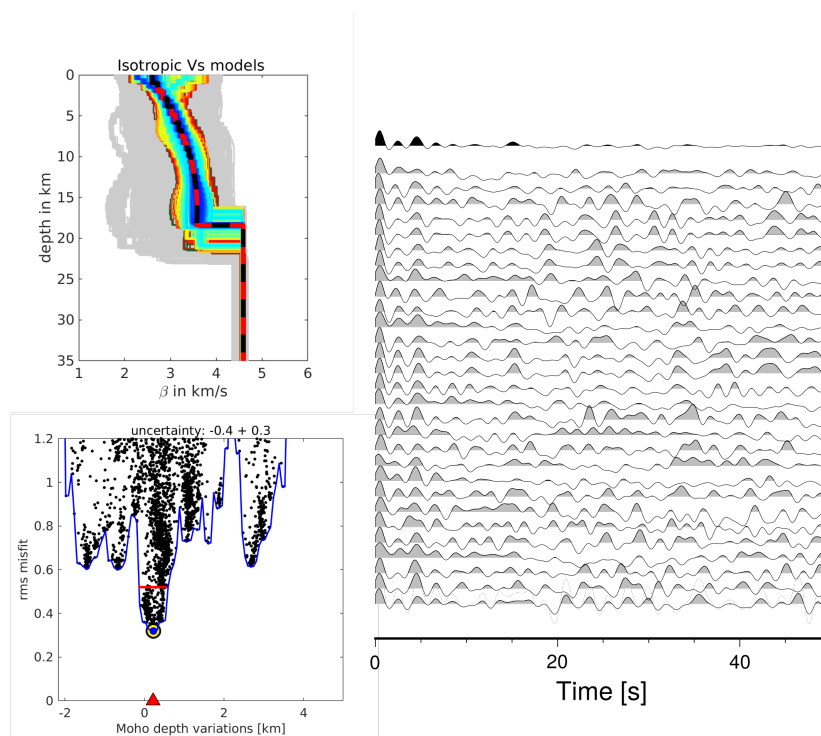 Isotropic Vs models
0
5
10
15
20
25
30
35
depth in km
1 2 3 4 5 6
β in km/s
uncertainty: -0.4 + 0.3
1.2
1
0.8
0.6
0.4
0.2
0
rms misfit
-2 0 2 4
Moho depth variations [km]
0 20 40
Time [s]